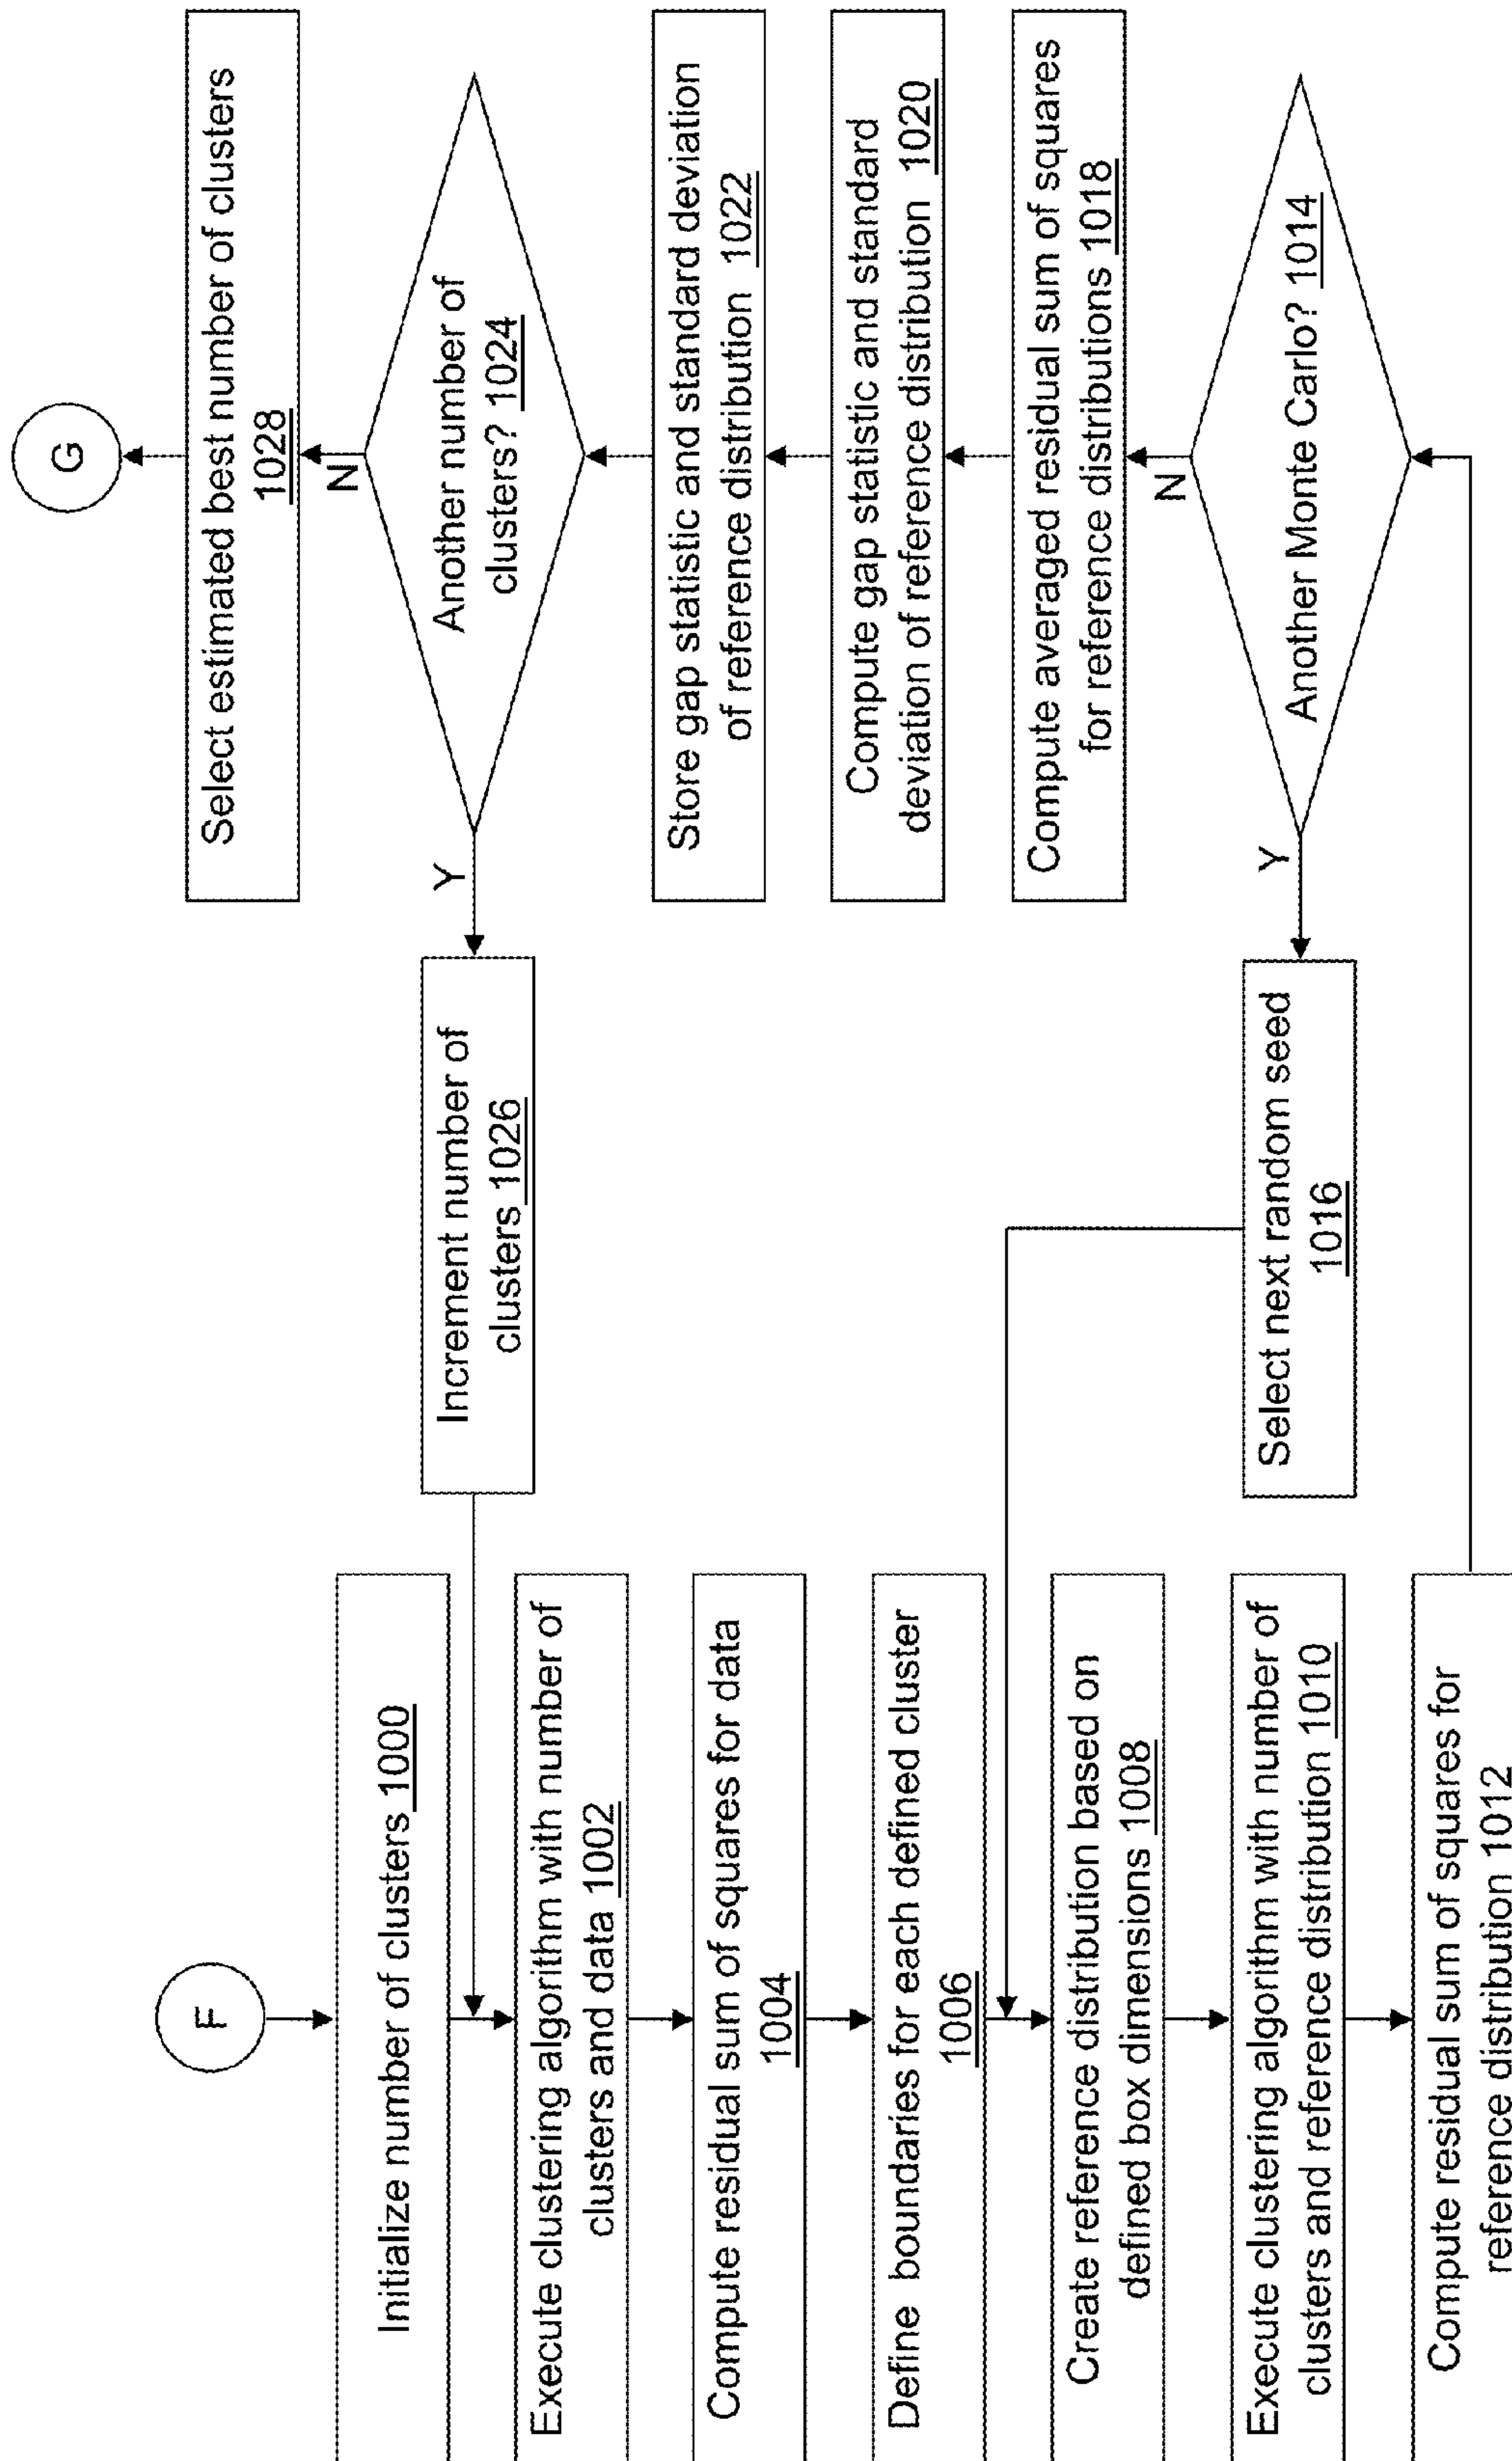 F
Initialize number of clusters 1000
Execute clustering algorithm with number of
clusters and data 1002
Compute residual sum of squares for data
1004
Define boundaries for each defined cluster
1006
Create reference distribution based on
defined box dimensions 1008
Execute clustering algorithm with number of
clusters and reference distribution 1010
Compute residual sum of squares for
reference distribution 1012
Increment number of
clusters 1026
Select next random seed
1016
G
Select estimated best number of clusters
1028
N
Another number of
clusters? 1024
Y
Store gap statistic and standard deviation
of reference distribution 1022
Compute gap statistic and standard
deviation of reference distribution 1020
Compute averaged residual sum of squares
for reference distributions 1018
N
Another Monte Carlo? 1014
Y